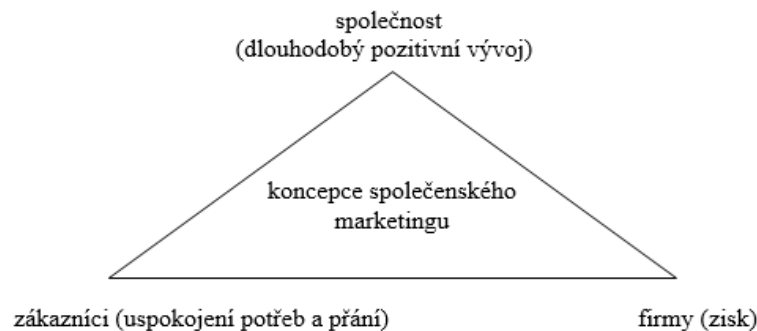 společnost
(dlouhodobý pozitivní vývoj)
koncepce společenského
marketingu
zákazníci (uspokojení potřeb a přání)
firmy (zisk)